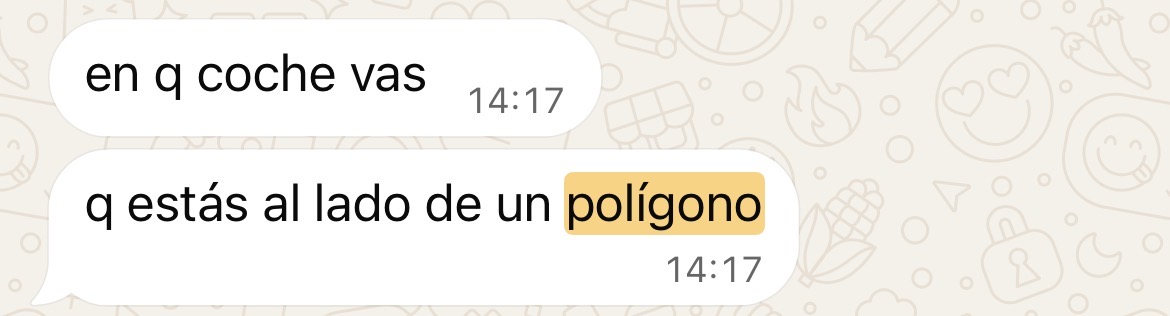 en q coche vas
14:17
q estás al lado de un polígono
14:17